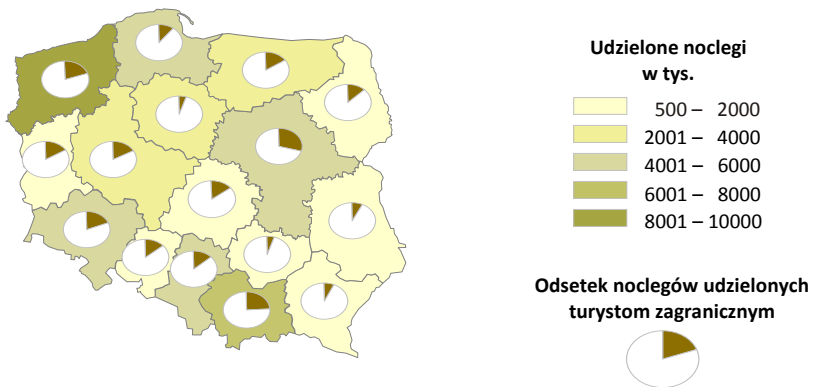 Udzielone noclegi
w tys.
500 – 2000
2001 – 4000
4001 – 6000
6001 – 8000
8001 – 10000
Odsetek noclegów udzielonych
turystom zagranicznym